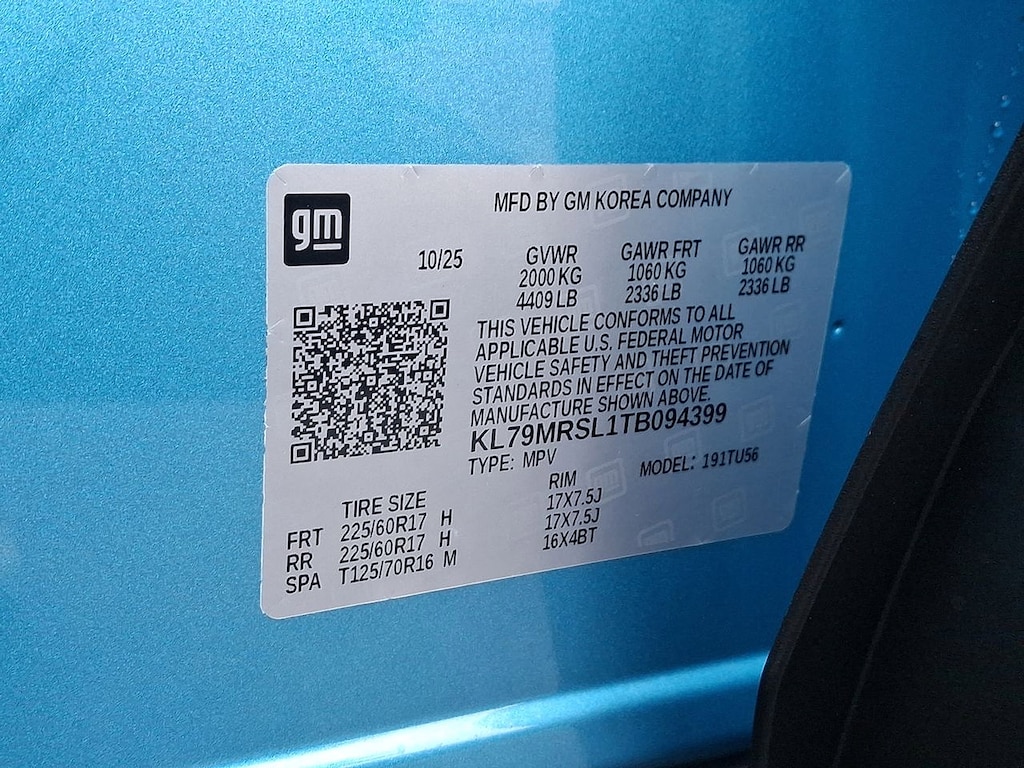 gm
MFD BY GM KOREA COMPANY
10/25 GVWR GAWR FRT GAWR RR
2000 KG 1060 KG 1060 KG
4409 LB 2336 LB 2336 LB
THIS VEHICLE CONFORMS TO ALL
APPLICABLE U.S. FEDERAL MOTOR
VEHICLE SAFETY AND THEFT PREVENTION
STANDARDS IN EFFECT ON THE DATE OF
MANUFACTURE SHOWN ABOVE.
KL79MRSL1TB094399
TYPE: MPV MODEL: 191TU56
TIRE SIZE RIM
FRT 225/60R17 H 17X7.5J
RR 225/60R17 H 17X7.5J
SPA T125/70R16 M 16X4BT